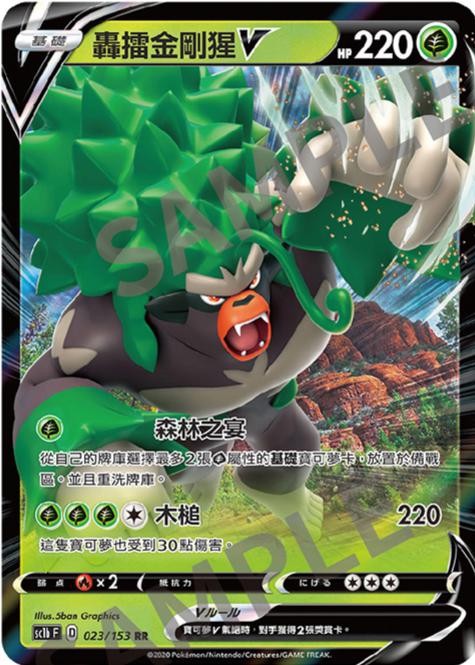 基礎 轟擂金剛猩V HP 220
SAMPLE
森林之宴
從自己的牌庫選擇最多2張屬性的基礎寶可夢卡，放置於備戰
區。並且重洗牌庫。
木槌 220
這隻寶可夢也受到30點傷害。
SAMPLE
弱点 ×2 抵抗力 にげる
Illus.5ban Graphics
Vルール
sc1b F D 023/153 RR
寶可夢V氣絕時，對手獲得2張獎賞卡。
©2020 Pokémon/Nintendo/Creatures/GAME FREAK.